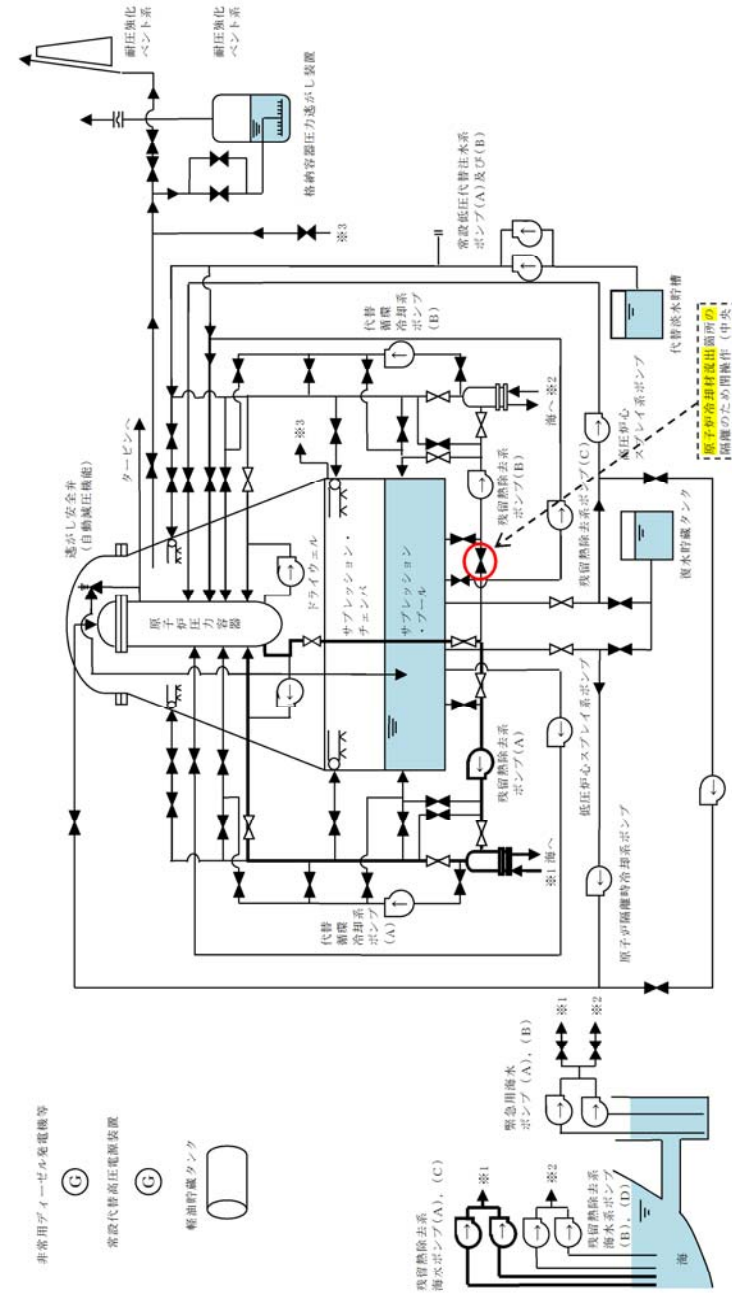 非常用ディーゼル発電機等
G
常設代替高圧電源装置
G
軽油貯蔵タンク
耐圧強化
ベント系
耐圧強化
ベント系
格納容器圧力逃がし装置
※3
逃がし安全弁
(自動減圧機能)
タービンへ
原子炉圧力容器
ドライウェル
サプレッション・
チェンバ
サプレッション
・プール
※3
代替
循環
冷却系
ポンプ
(B)
常設低圧代替注水系
ポンプ(A)及び(B)
代替淡水貯槽
海へ ※2
残留熱除去系
ポンプ(B)
残留熱除去系ポンプ(C)
高圧炉心
スプレイ系ポンプ
原子炉冷却材流出箇所の
隔離のため閉操作（中央
復水貯蔵タンク
代替
循環
冷却系
ポンプ
(A)
※1 海へ
残留熱除去系
ポンプ(A)
低圧炉心スプレイ系ポンプ
原子炉隔離時冷却系ポンプ
緊急用海水
ポンプ(A), (B)
※1
※2
残留熱除去系
海水ポンプ(A), (C)
※1
※2
残留熱除去系
海水系ポンプ
(B), (D)
海